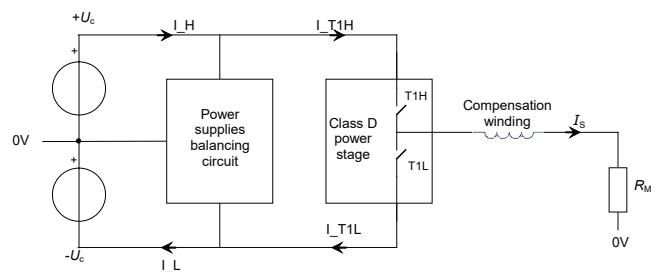 +Uc
I_H
I_T1H
+
0V
+
-Uc
I_L
I_T1L
Power
supplies
balancing
circuit
Class D
power
stage
T1H
T1L
Compensation
winding
IS
RM
0V